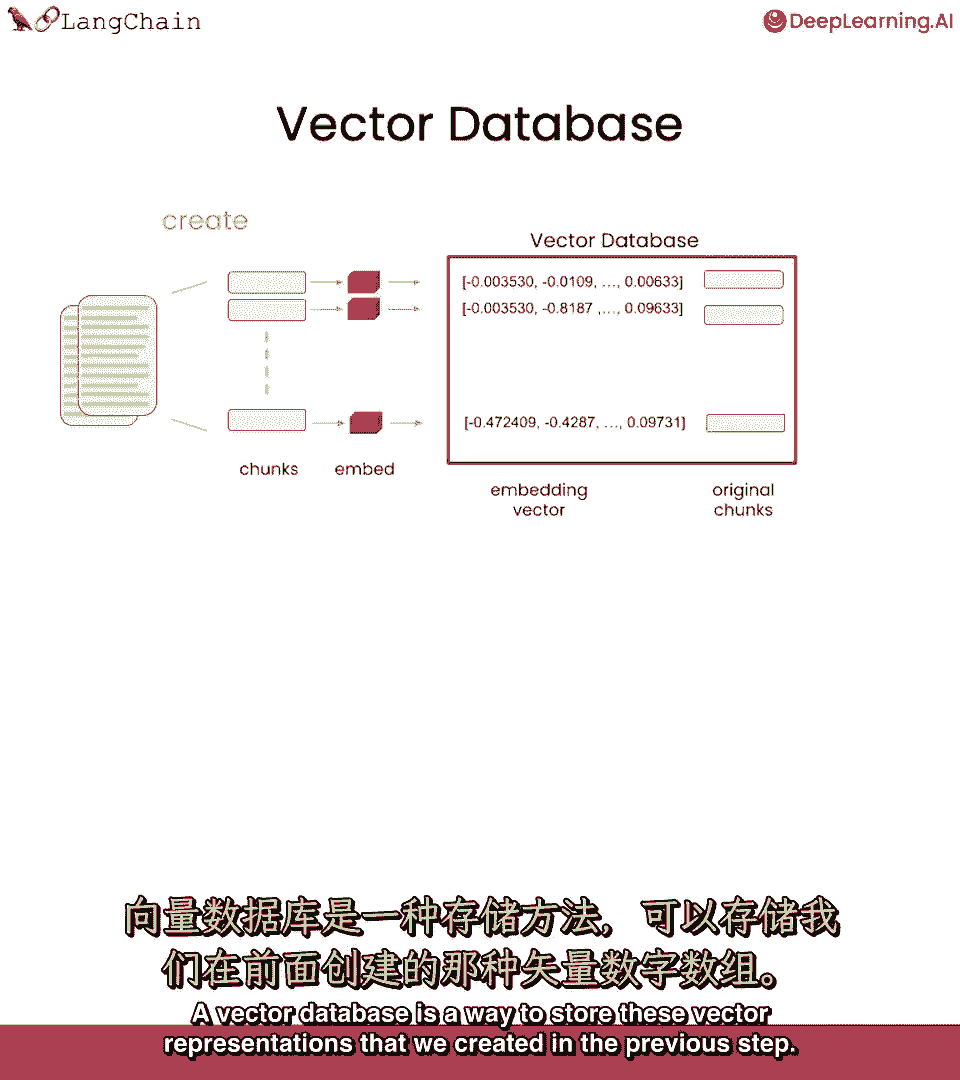 LangChain
DeepLearning.AI
Vector Database
create
Vector Database
[-0.003530, -0.0109, ..., 0.00633]
[-0.003530, -0.8187 ,..., 0.09633]
[-0.472409, -0.4287, ..., 0.09731]
chunks
embed
embedding
vector
original
chunks
向量数据库是一种存储方法，可以存储我
们在前面创建的那种矢量数字数组。
A vector database is a way to store these vector
representations that we created in the previous step.